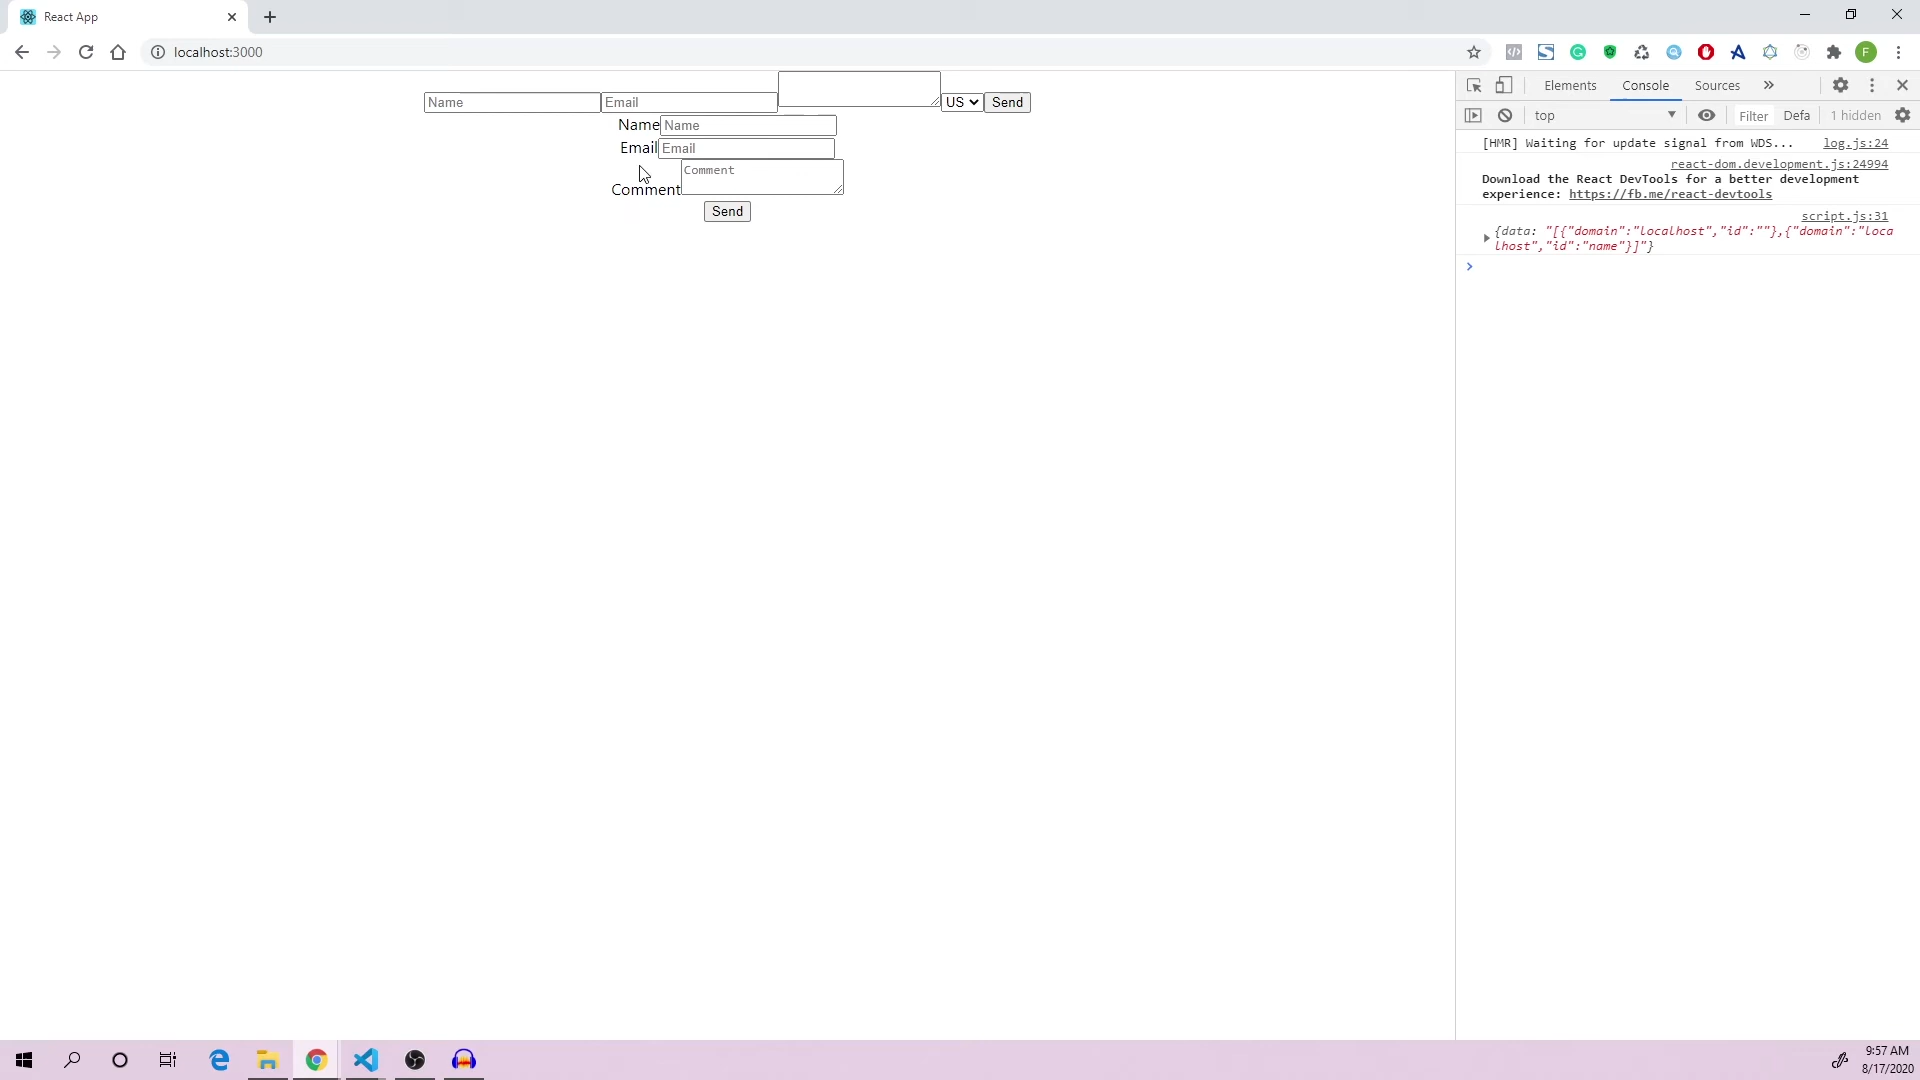 React App
localhost:3000
F
Name
Email
US
Send
Name
Name
Email
Email
Comment
Comment
Send
Elements
Console
Sources
top
Filter
Defa
1 hidden
[HMR] Waiting for update signal from WDS...
log.js:24
react-dom.development.js:24994
Download the React DevTools for a better development
experience: https://fb.me/react-devtools
script.js:31
{data: "[{"domain":"localhost","id":""},{"domain":"loca
lhost","id":"name"}]"}
9:57 AM
8/17/2020